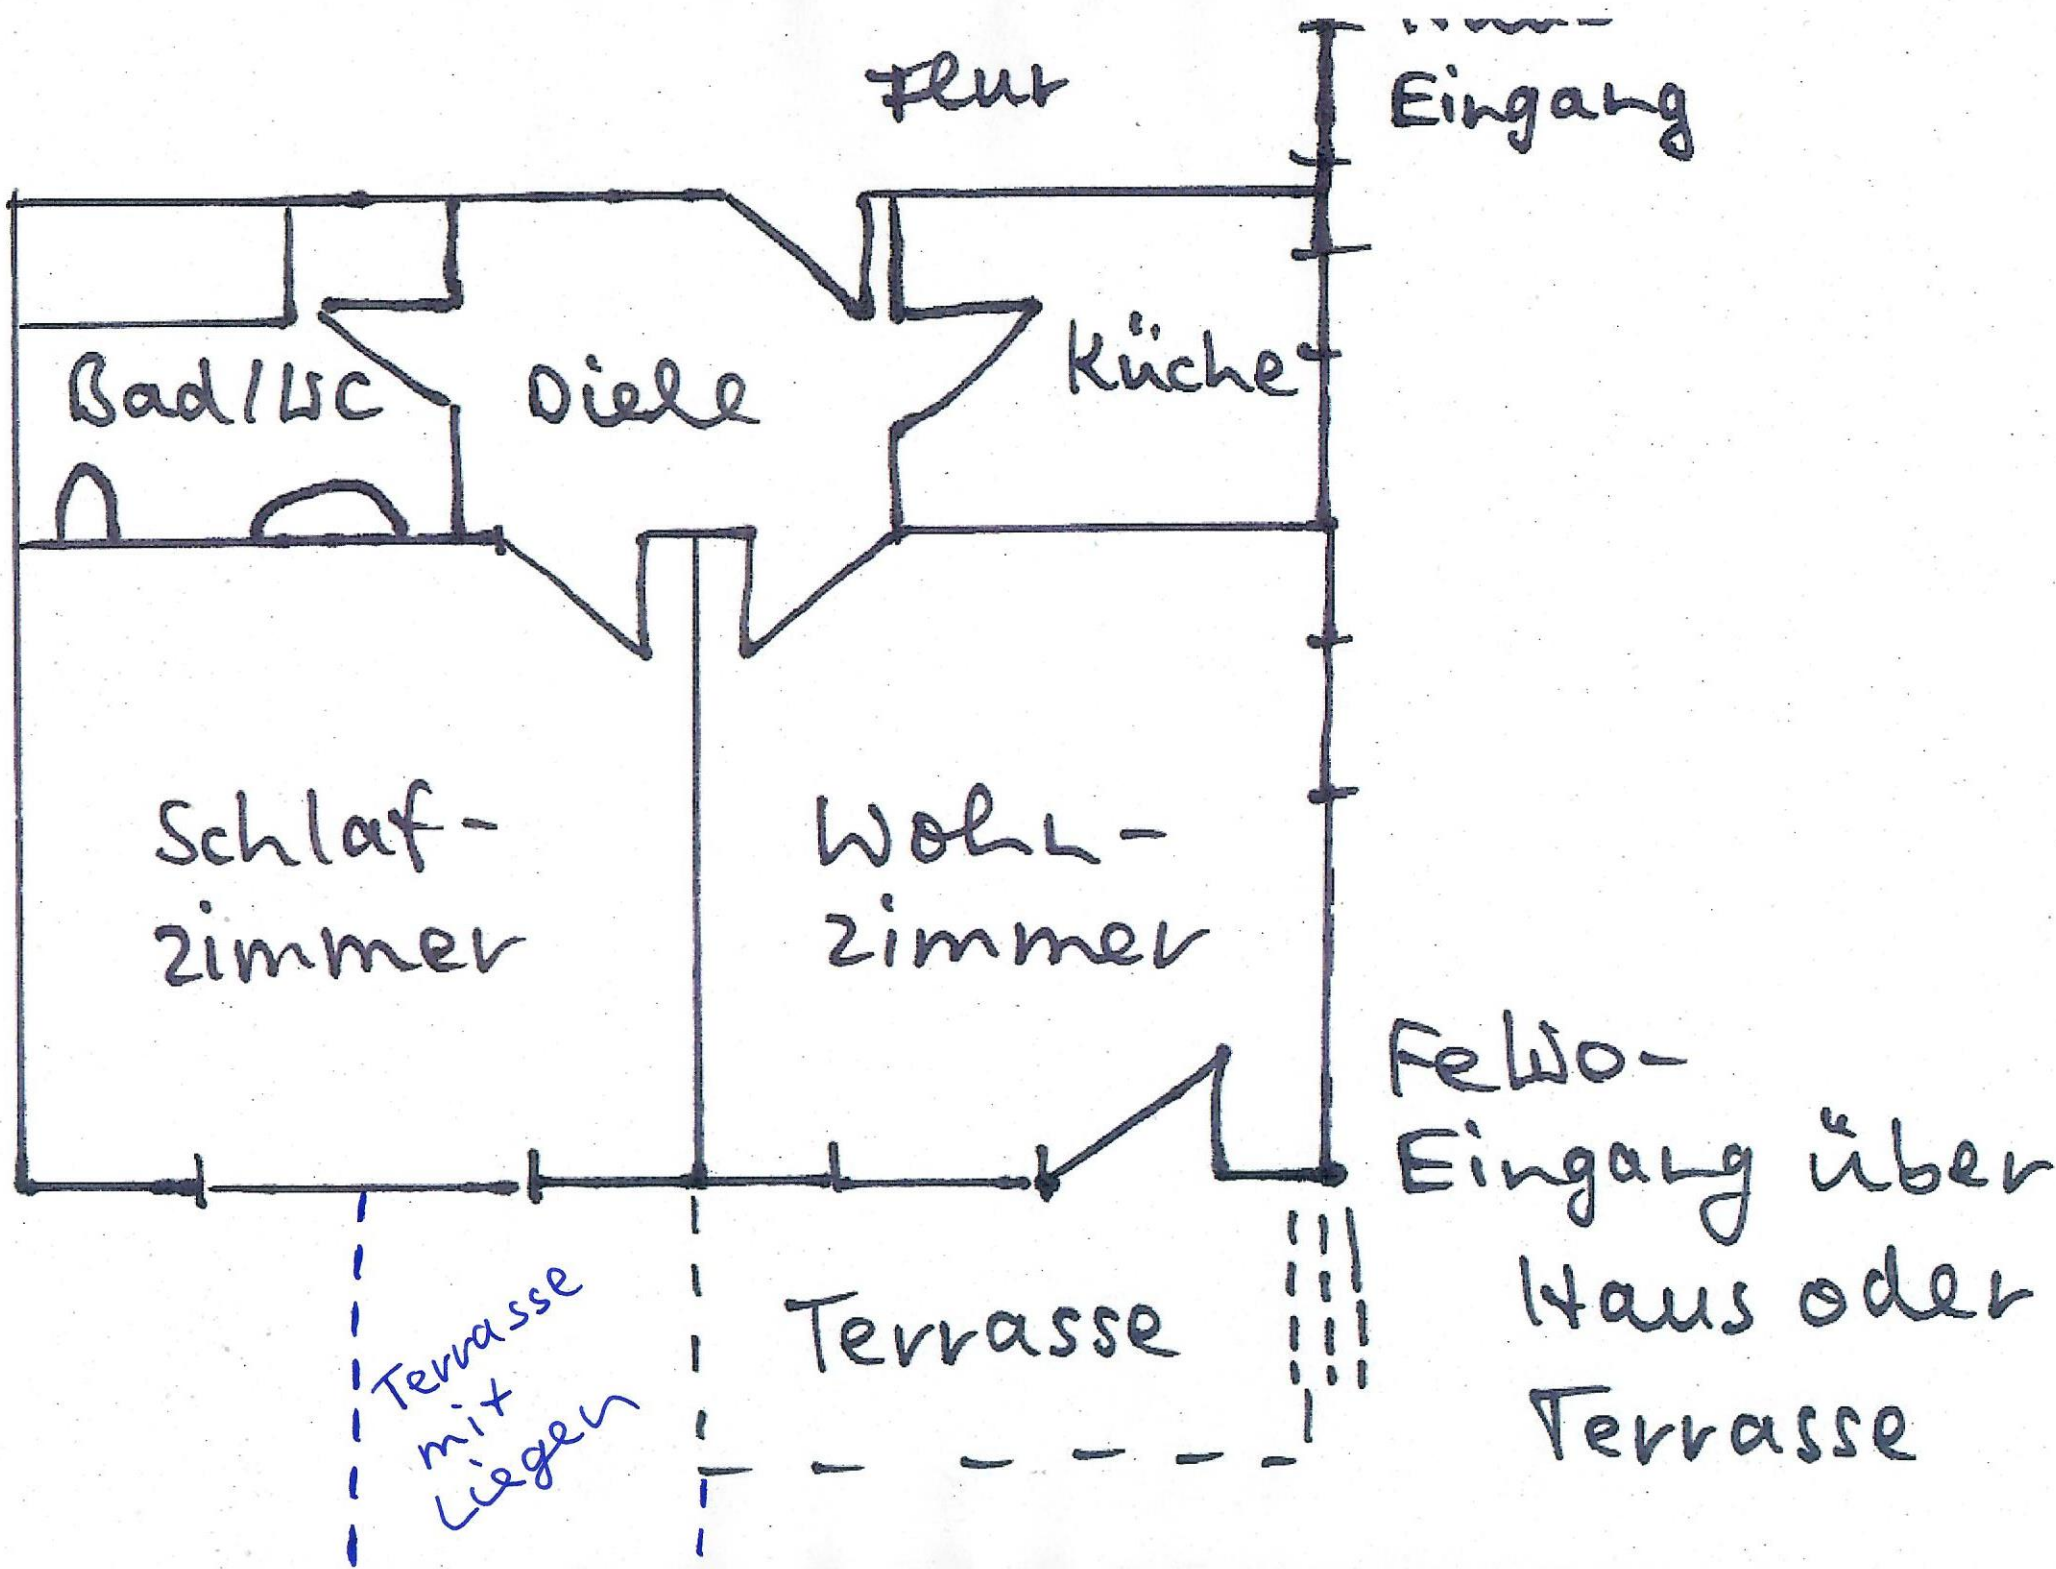 Flur
Eingang
Bad/WC
Diele
Küche
Schlaf-
zimmer
Wohn-
zimmer
FeWo-
Eingang über
Haus oder
Terrasse
Terrasse
Terrasse
mit
Liegen